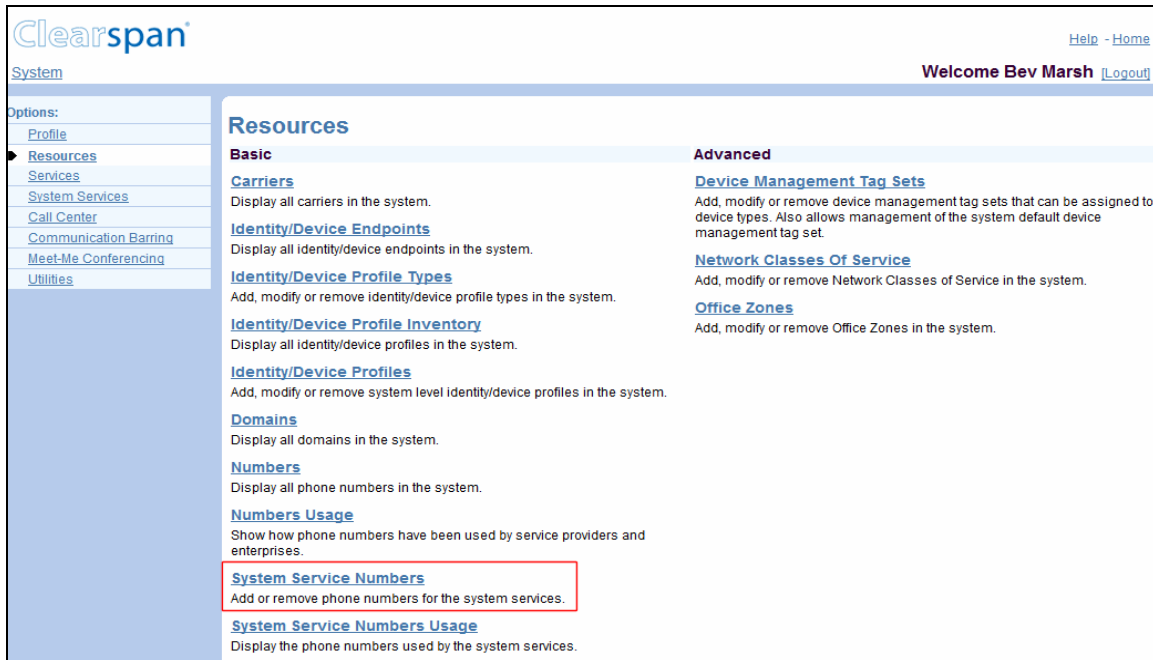 Clearspan®
Help - Home
System
Welcome Bev Marsh [Logout]
Options:
Profile
Resources
Services
System Services
Call Center
Communication Barring
Meet-Me Conferencing
Utilities
Resources
Basic
Carriers
Display all carriers in the system.
Identity/Device Endpoints
Display all identity/device endpoints in the system.
Identity/Device Profile Types
Add, modify or remove identity/device profile types in the system.
Identity/Device Profile Inventory
Display all identity/device profiles in the system.
Identity/Device Profiles
Add, modify or remove system level identity/device profiles in the system.
Domains
Display all domains in the system.
Numbers
Display all phone numbers in the system.
Numbers Usage
Show how phone numbers have been used by service providers and
enterprises.
System Service Numbers
Add or remove phone numbers for the system services.
System Service Numbers Usage
Display the phone numbers used by the system services.
Advanced
Device Management Tag Sets
Add, modify or remove device management tag sets that can be assigned to
device types. Also allows management of the system default device
management tag set.
Network Classes Of Service
Add, modify or remove Network Classes of Service in the system.
Office Zones
Add, modify or remove Office Zones in the system.